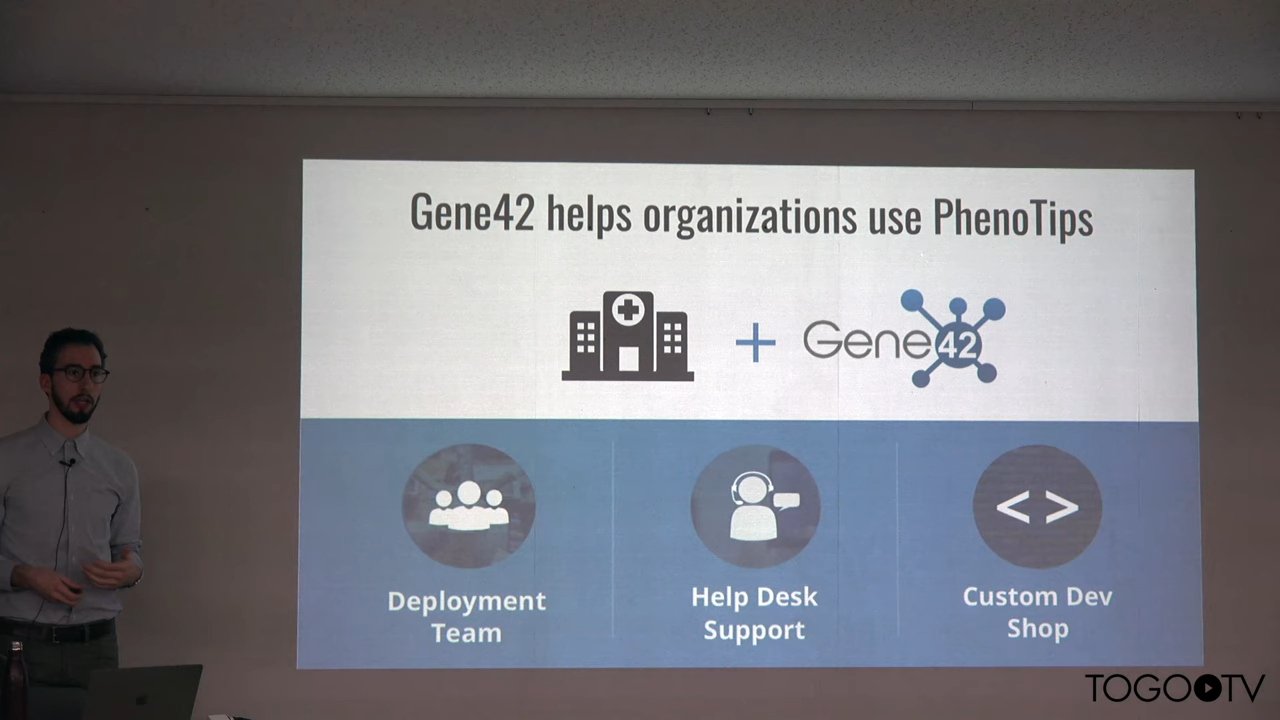 Gene42 helps organizations use PhenoTips
+ Gene42
< >
Deployment
Team
Help Desk
Support
Custom Dev
Shop
TOGOTV